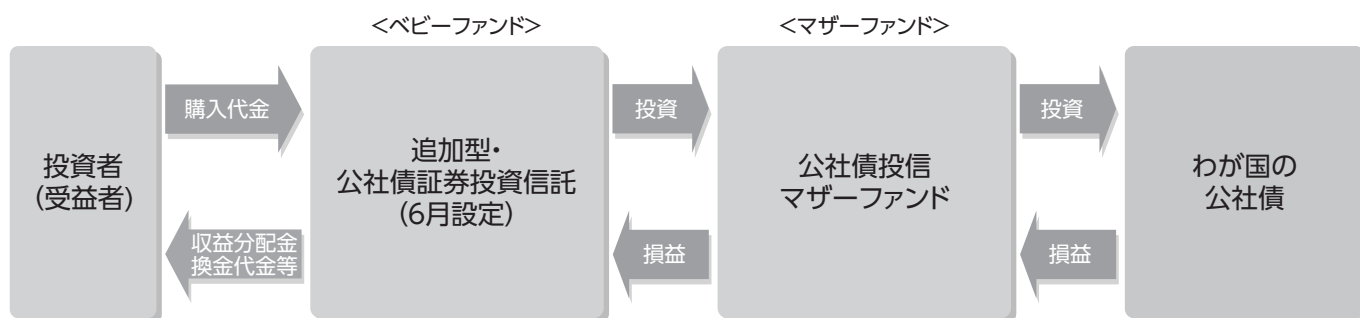 <ベビーファンド>
<マザーファンド>
投資者
(受益者)
購入代金
収益分配金
換金代金等
追加型・
公社債証券投資信託
(6月設定)
投資
損益
公社債投信
マザーファンド
投資
損益
わが国の
公社債